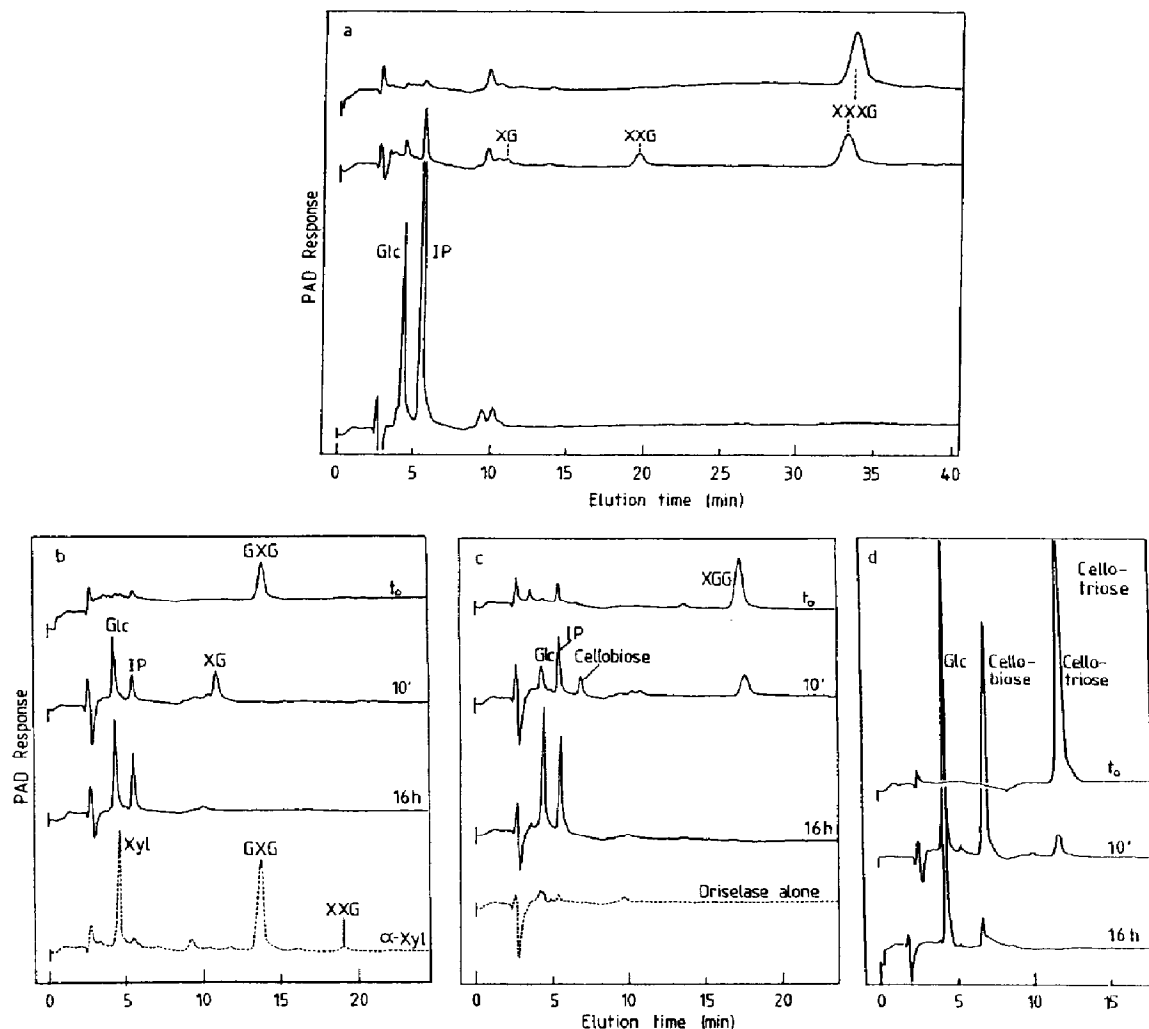 a
XG
XXG
XXXG
Glc
IP
PAD Response
0 5 10 15 20 25 30 35 40
Elution time (min)
b
GXG
t₀
Glc
IP
XG
10'
16h
Xyl
GXG
XXG
α-Xyl
PAD Response
0 5 10 15 20
c
XGG
t₀
Glc
IP
Cellobiose
10'
16h
Driselase alone
0 5 10 15 20
Elution time (min)
d
Cello-
triose
Glc
Cello-
biose
Cello-
triose
t₀
10'
16h
0 5 10 15